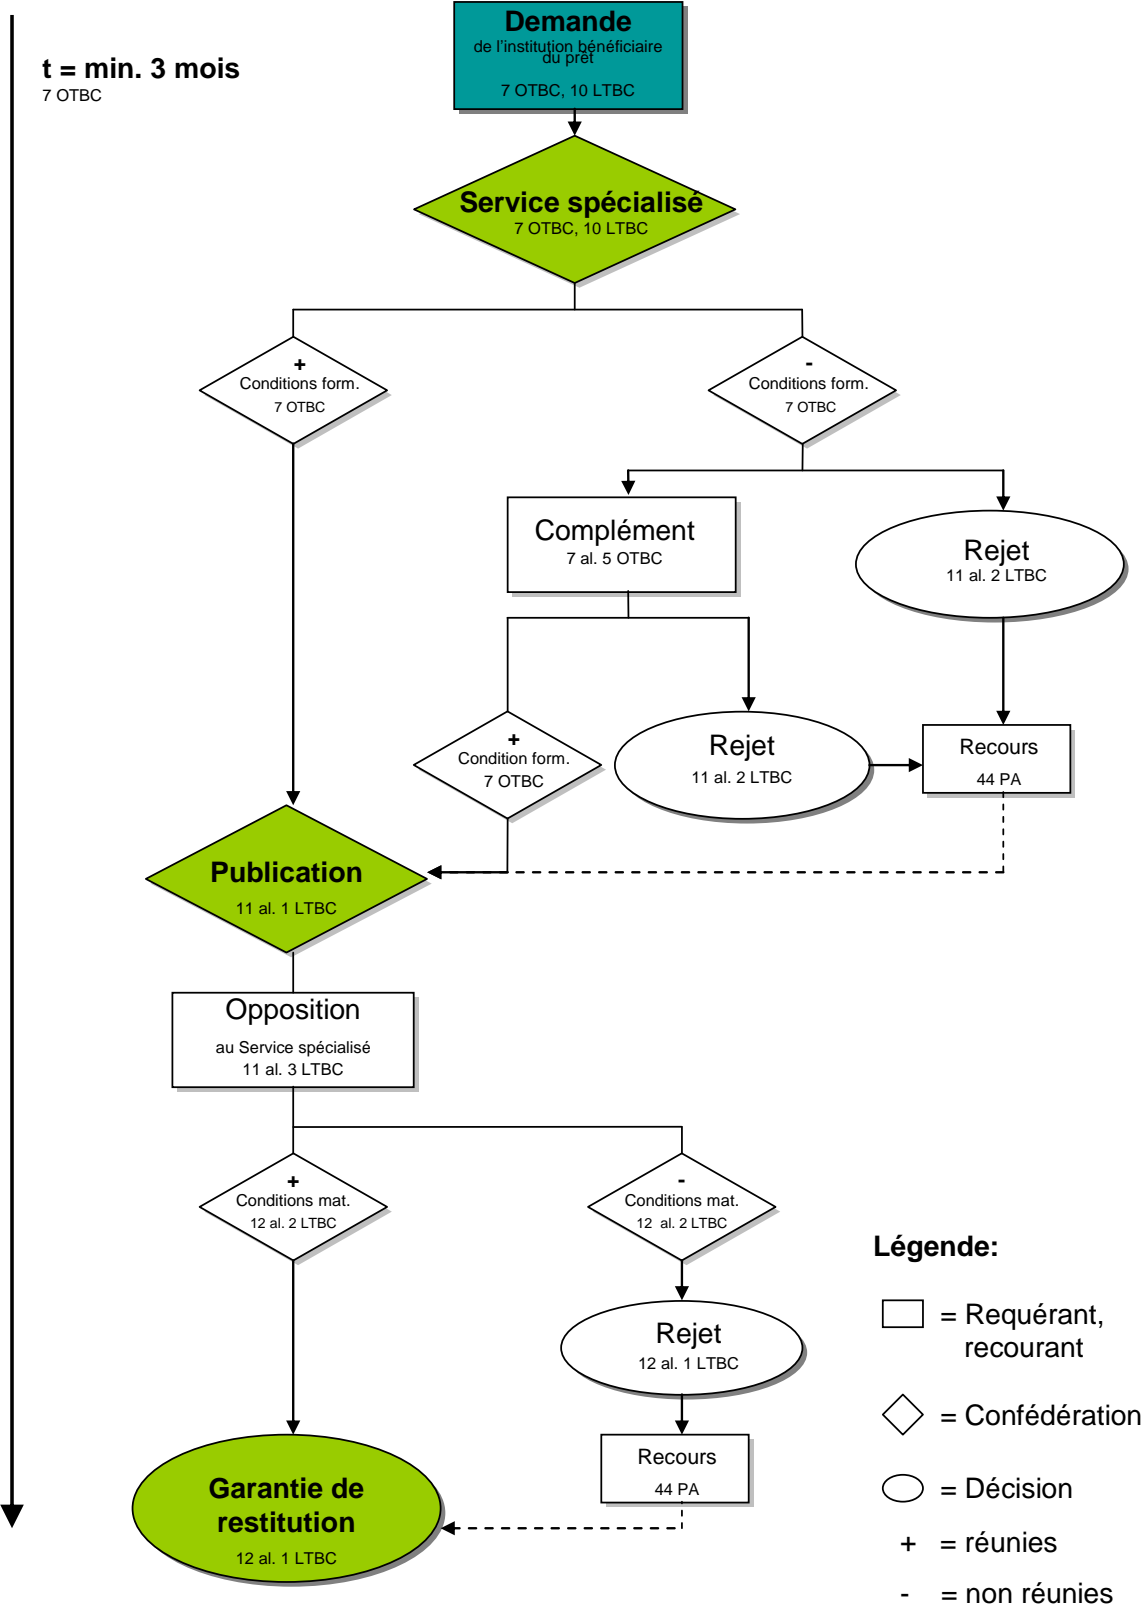 Demande
de l'institution bénéficiaire
du prêt
7 OTBC, 10 LTBC
t = min. 3 mois
7 OTBC
Service spécialisé
7 OTBC, 10 LTBC
+
Conditions form.
7 OTBC
-
Conditions form.
7 OTBC
Complément
7 al. 5 OTBC
Rejet
11 al. 2 LTBC
+
Condition form.
7 OTBC
Rejet
11 al. 2 LTBC
Recours
44 PA
Publication
11 al. 1 LTBC
Opposition
au Service spécialisé
11 al. 3 LTBC
+
Conditions mat.
12 al. 2 LTBC
-
Conditions mat.
12 al. 2 LTBC
Rejet
12 al. 1 LTBC
Recours
44 PA
Garantie de
restitution
12 al. 1 LTBC
Légende:
= Requérant,
recourant
= Confédération
= Décision
+ = réunies
- = non réunies